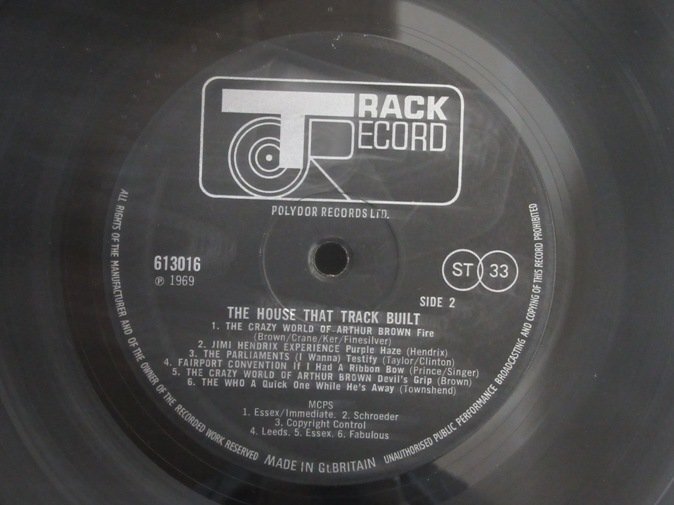 TRACK
RECORD
POLYDOR RECORDS LTD.
613016
℗ 1969
ST 33
SIDE 2
THE HOUSE THAT TRACK BUILT
1. THE CRAZY WORLD OF ARTHUR BROWN Fire
(Brown/Crane/Ker/Finesilver)
2. JIMI HENDRIX EXPERIENCE Purple Haze (Hendrix)
3. THE PARLIAMENTS (I Wanna) Testify (Taylor/Clinton)
4. FAIRPORT CONVENTION If I Had A Ribbon Bow (Prince/Singer)
5. THE CRAZY WORLD OF ARTHUR BROWN Devil's Grip (Brown)
6. THE WHO A Quick One While He's Away (Townshend)
MCPS
1. Essex/Immediate. 2. Schroeder
3. Copyright Control
4. Leeds. 5. Essex. 6. Fabulous
ALL RIGHTS OF THE MANUFACTURER AND OF THE OWNER OF THE RECORDED WORK RESERVED
MADE IN Gt.BRITAIN
UNAUTHORISED PUBLIC PERFORMANCE BROADCASTING AND COPYING OF THIS RECORD PROHIBITED